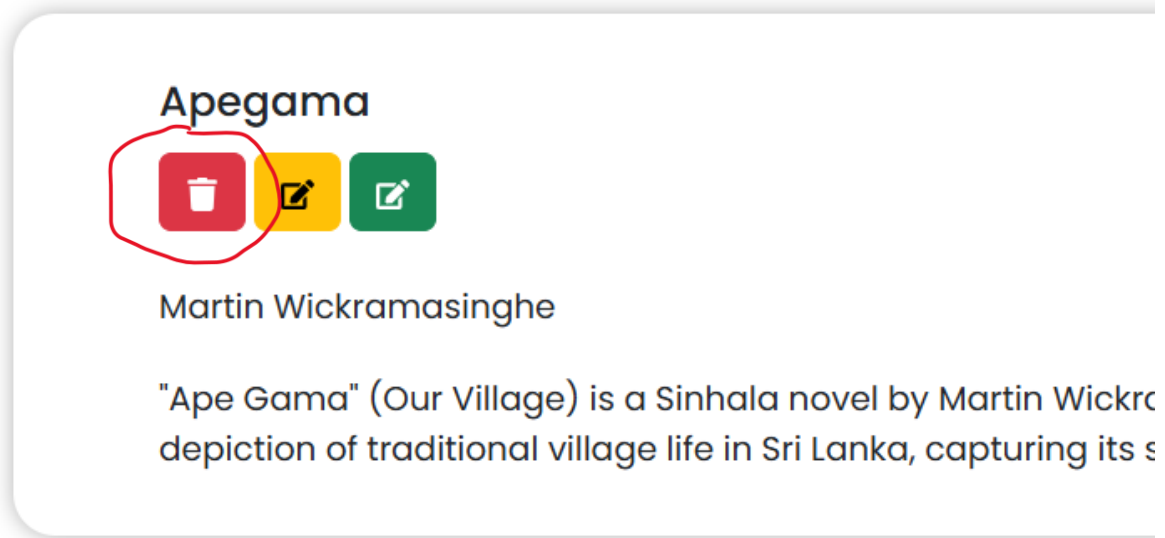 Apegama
Martin Wickramasinghe
"Ape Gama" (Our Village) is a Sinhala novel by Martin
depiction of traditional village life in Sri Lanka, capturing its